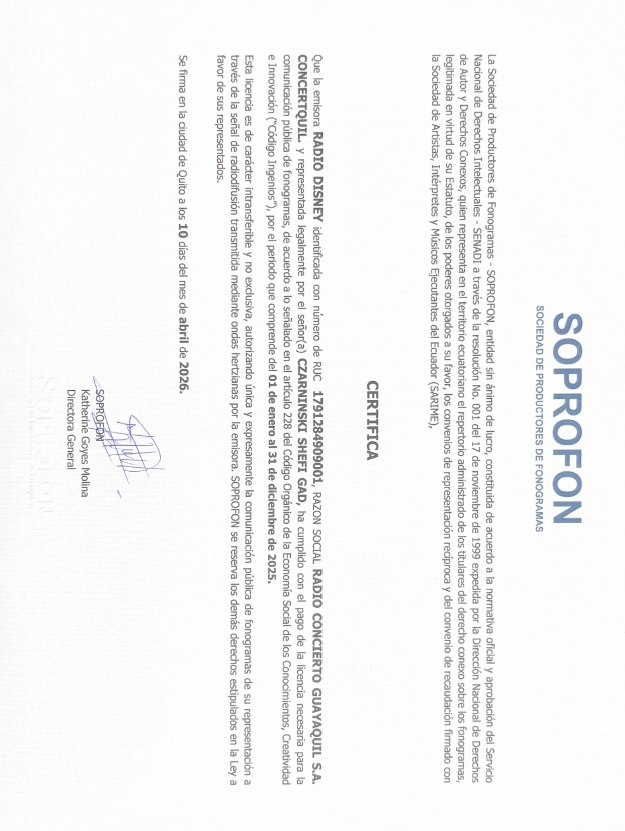 SOPROFON
SOCIEDAD DE PRODUCTORES DE FONOGRAMAS
La Sociedad de Productores de Fonogramas - SOPROFON, entidad sin ánimo de lucro, constituida de acuerdo a la normativa oficial y aprobación del Servicio
Nacional de Derechos Intelectuales - SENADI a través de la resolución No. 001 del 17 de noviembre de 1999 expedida por la Dirección Nacional de Derechos
de Autor y Derechos Conexos, quien representa en el territorio ecuatoriano el repertorio administrado de los titulares del derecho conexo sobre los fonogramas,
legitimada en virtud de su Estatuto, de los poderes otorgados a su favor, los convenios de representación recíproca y del convenio de recaudación firmado con
la Sociedad de Artistas, Intérpretes y Músicos Ejecutantes del Ecuador (SARIME),
CERTIFICA
Que la emisora RADIO DISNEY identificada con número de RUC 1791284909001, RAZON SOCIAL RADIO CONCIERTO GUAYAQUIL S.A.
CONCERTQUIL. y representada legalmente por el señor(a) CZARNINSKI SHEFI GAD, ha cumplido con el pago de la licencia necesaria para la
comunicación pública de fonogramas, de acuerdo a lo señalado en el artículo 228 del Código Orgánico de la Economía Social de los Conocimientos, Creatividad
e Innovación ("Código Ingenios"), por el periodo que comprende del 01 de enero al 31 de diciembre de 2025.
Esta licencia es de carácter intransferible y no exclusiva, autorizando única y expresamente la comunicación pública de fonogramas de su representación a
través de la señal de radiodifusión transmitida mediante ondas hertzianas por la emisora. SOPROFON se reserva los demás derechos estipulados en la Ley a
favor de sus representados.
Se firma en la ciudad de Quito a los 10 días del mes de abril de 2026.
SOPROFON
Katherine Goyes Molina
Directora General